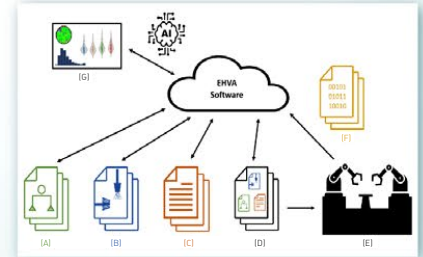 AI
EHVA
Software
[G]
00101
01011
10010
[F]
[A]
[B]
[C]
[D]
[E]